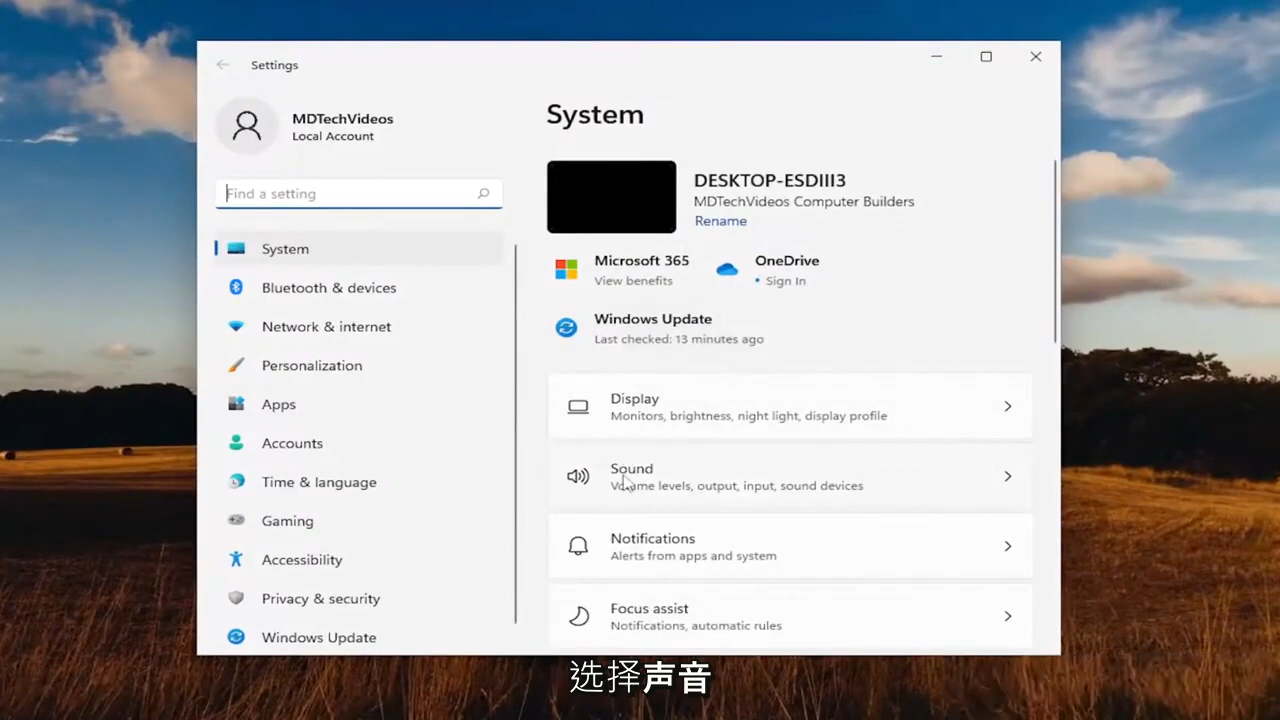 Settings
MDTechVideos
Local Account
Find a setting
System
Bluetooth & devices
Network & internet
Personalization
Apps
Accounts
Time & language
Gaming
Accessibility
Privacy & security
Windows Update
System
DESKTOP-ESDIII3
MDTechVideos Computer Builders
Rename
Microsoft 365
View benefits
OneDrive
• Sign In
Windows Update
Last checked: 13 minutes ago
Display
Monitors, brightness, night light, display profile
Sound
Volume levels, output, input, sound devices
Notifications
Alerts from apps and system
Focus assist
Notifications, automatic rules
选择声音